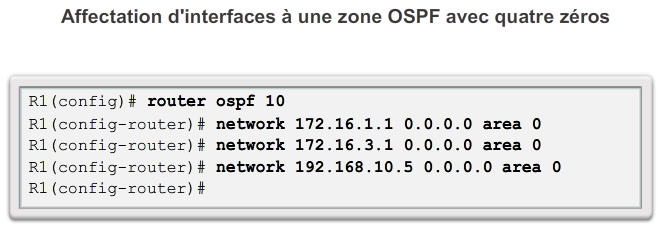 Affectation d'interfaces à une zone OSPF avec quatre zéros
R1(config)# router ospf 10
R1(config-router)# network 172.16.1.1 0.0.0.0 area 0
R1(config-router)# network 172.16.3.1 0.0.0.0 area 0
R1(config-router)# network 192.168.10.5 0.0.0.0 area 0
R1(config-router)#